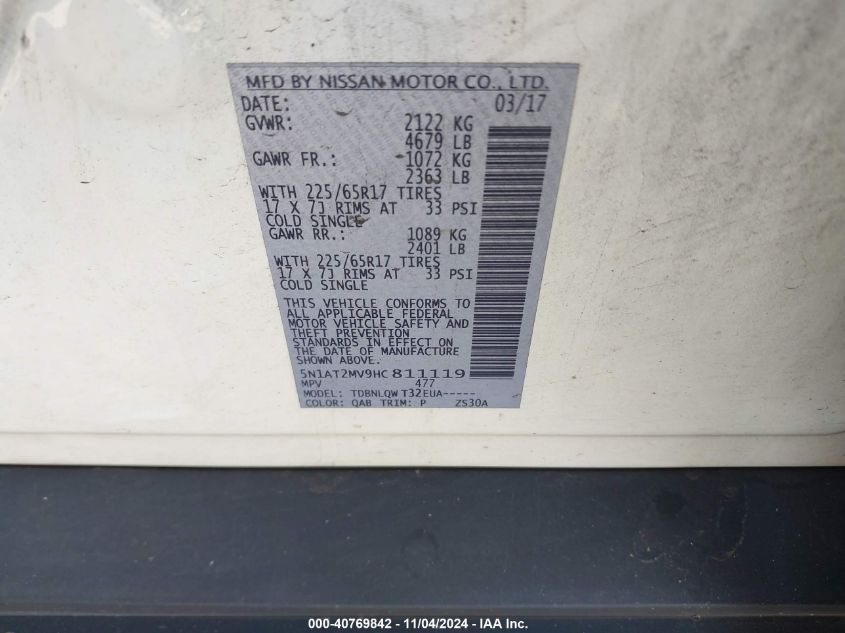 MFD BY NISSAN MOTOR CO., LTD.
DATE: 03/17
GVWR: 2122 KG
4679 LB
GAWR FR.: 1072 KG
2363 LB
WITH 225/65R17 TIRES
17 X 7J RIMS AT 33 PSI
COLD SINGLE
GAWR RR.: 1089 KG
2401 LB
WITH 225/65R17 TIRES
17 X 7J RIMS AT 33 PSI
COLD SINGLE
THIS VEHICLE CONFORMS TO
ALL APPLICABLE FEDERAL
MOTOR VEHICLE SAFETY AND
THEFT PREVENTION
STANDARDS IN EFFECT ON
THE DATE OF MANUFACTURE
SHOWN ABOVE.
5N1AT2MV9HC811119
MPV 477
MODEL: TDBNLQW T32EUA-----
COLOR: QAB TRIM: P ZS30A
000-40769842 - 11/04/2024 - IAA Inc.